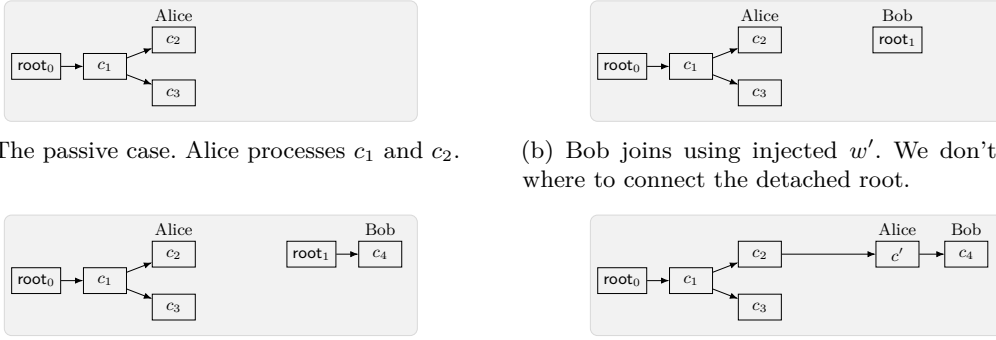 Alice
c₂
root₀ c₁
c₃
Alice Bob
c₂ root₁
root₀ c₁
c₃
The passive case. Alice processes c₁ and c₂.
(b) Bob joins using injected w′. We don't
where to connect the detached root.
Alice Bob
c₂ root₁ c₄
root₀ c₁
c₃
Alice Bob
c₂ c′ c₄
root₀ c₁
c₃